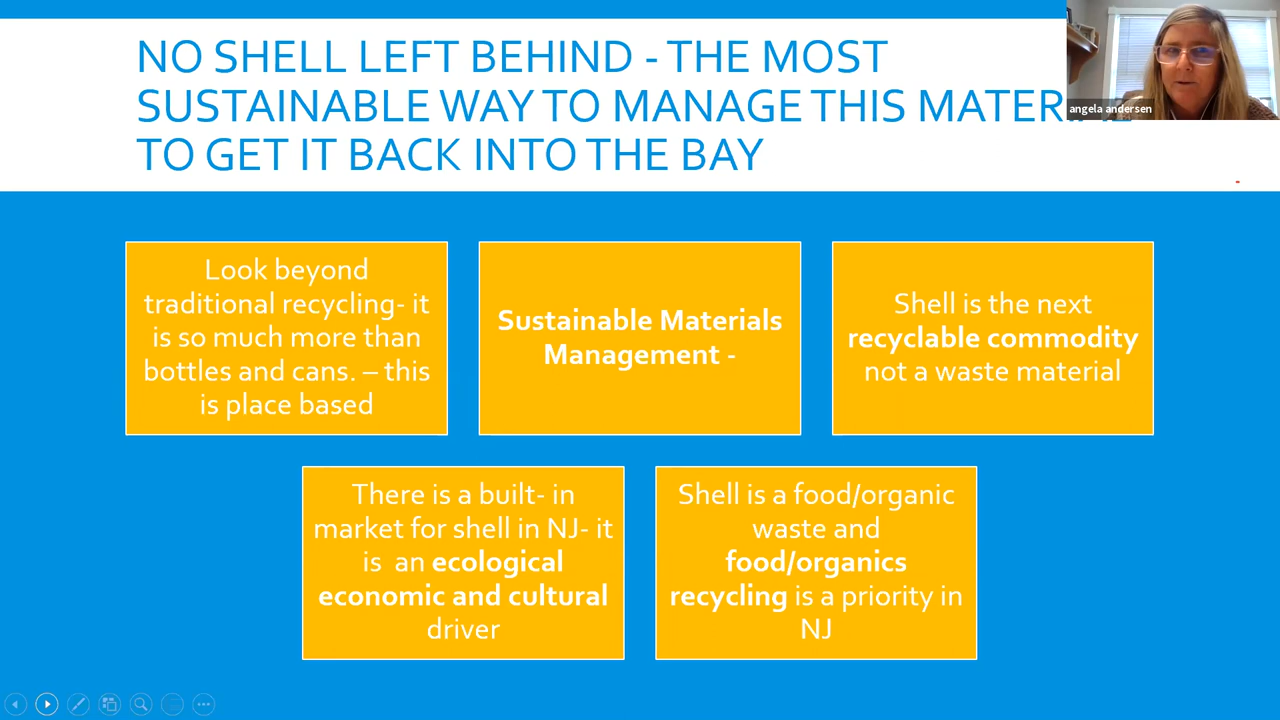 NO SHELL LEFT BEHIND - THE MOST
SUSTAINABLE WAY TO MANAGE THIS
TO GET IT BACK INTO THE BAY
angela andersen
Look beyond
traditional recycling- it
is so much more than
bottles and cans. – this
is place based
Sustainable Materials
Management -
Shell is the next
recyclable commodity
not a waste material
There is a built- in
market for shell in NJ- it
is  an ecological
economic and cultural
driver
Shell is a food/organic
waste and
food/organics
recycling is a priority in
NJ